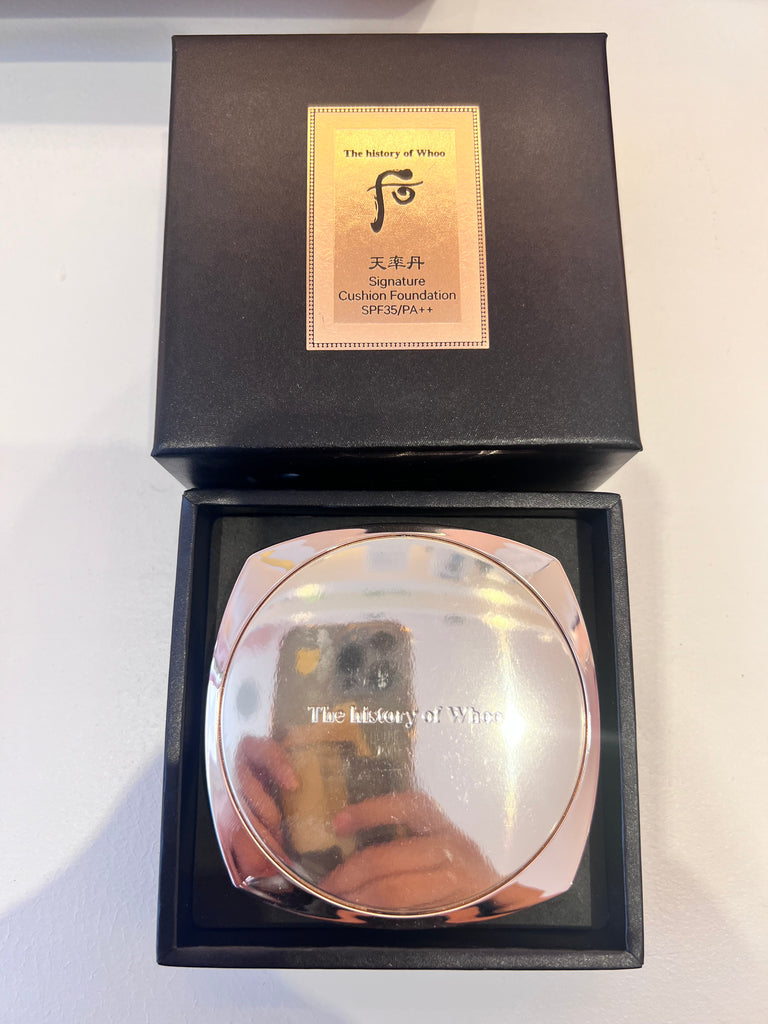 The history of Whoo
后
天率丹
Signature
Cushion Foundation
SPF35/PA++
The history of Whoo